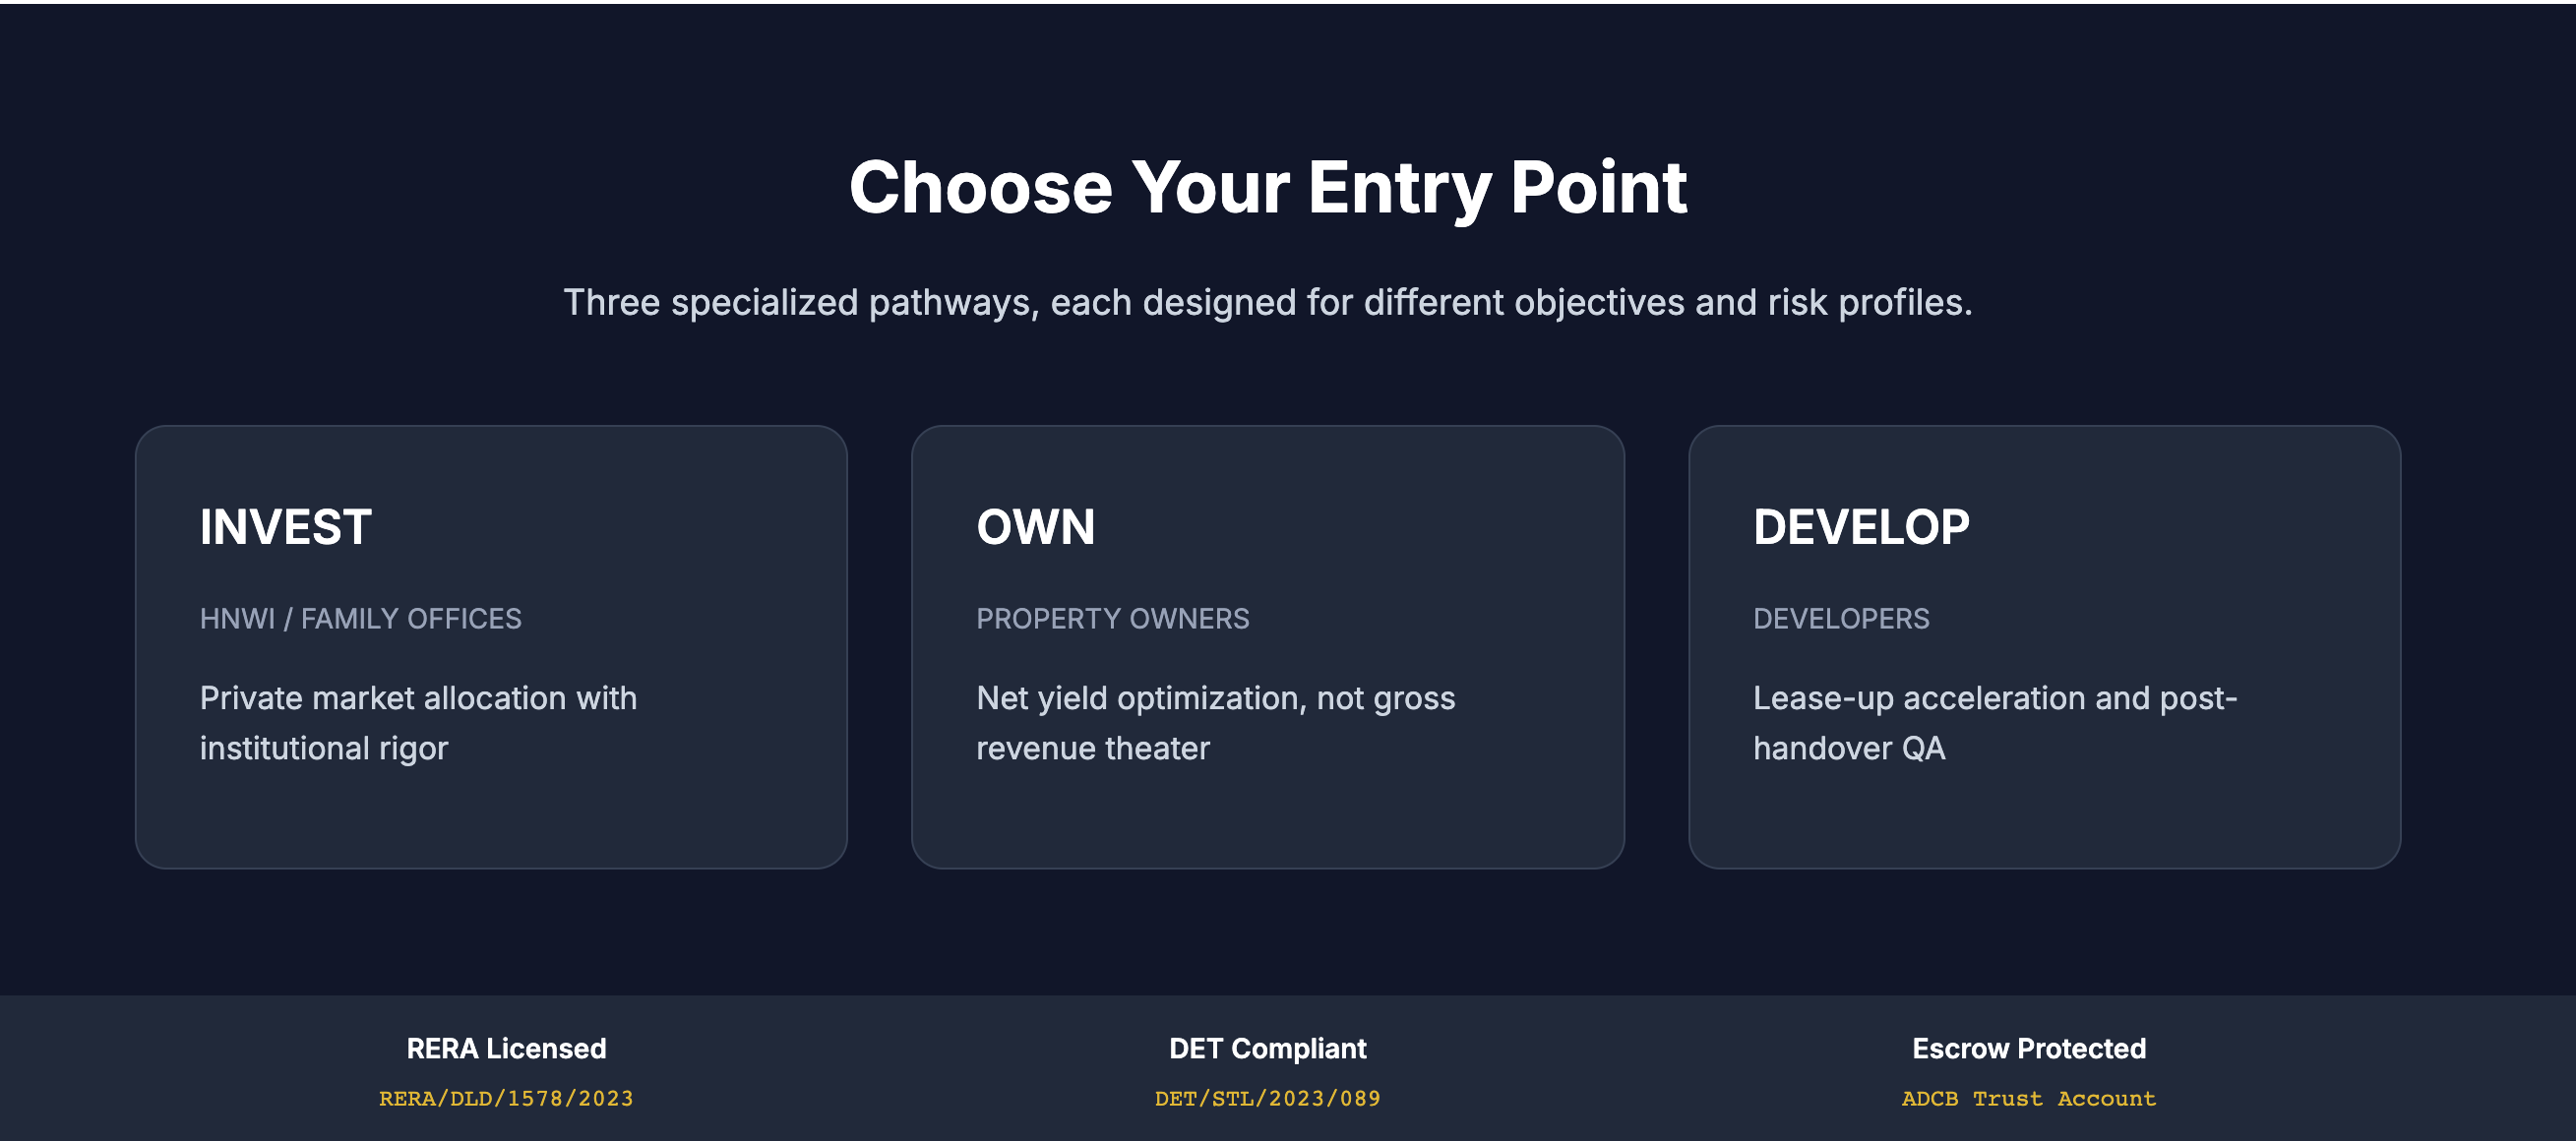 Choose Your Entry Point
Three specialized pathways, each designed for different objectives and risk profiles.
INVEST
HNWI / FAMILY OFFICES
Private market allocation with
institutional rigor
OWN
PROPERTY OWNERS
Net yield optimization, not gross
revenue theater
DEVELOP
DEVELOPERS
Lease-up acceleration and post-
handover QA
RERA Licensed
RERA/DLD/1578/2023
DET Compliant
DET/STL/2023/089
Escrow Protected
ADCB Trust Account